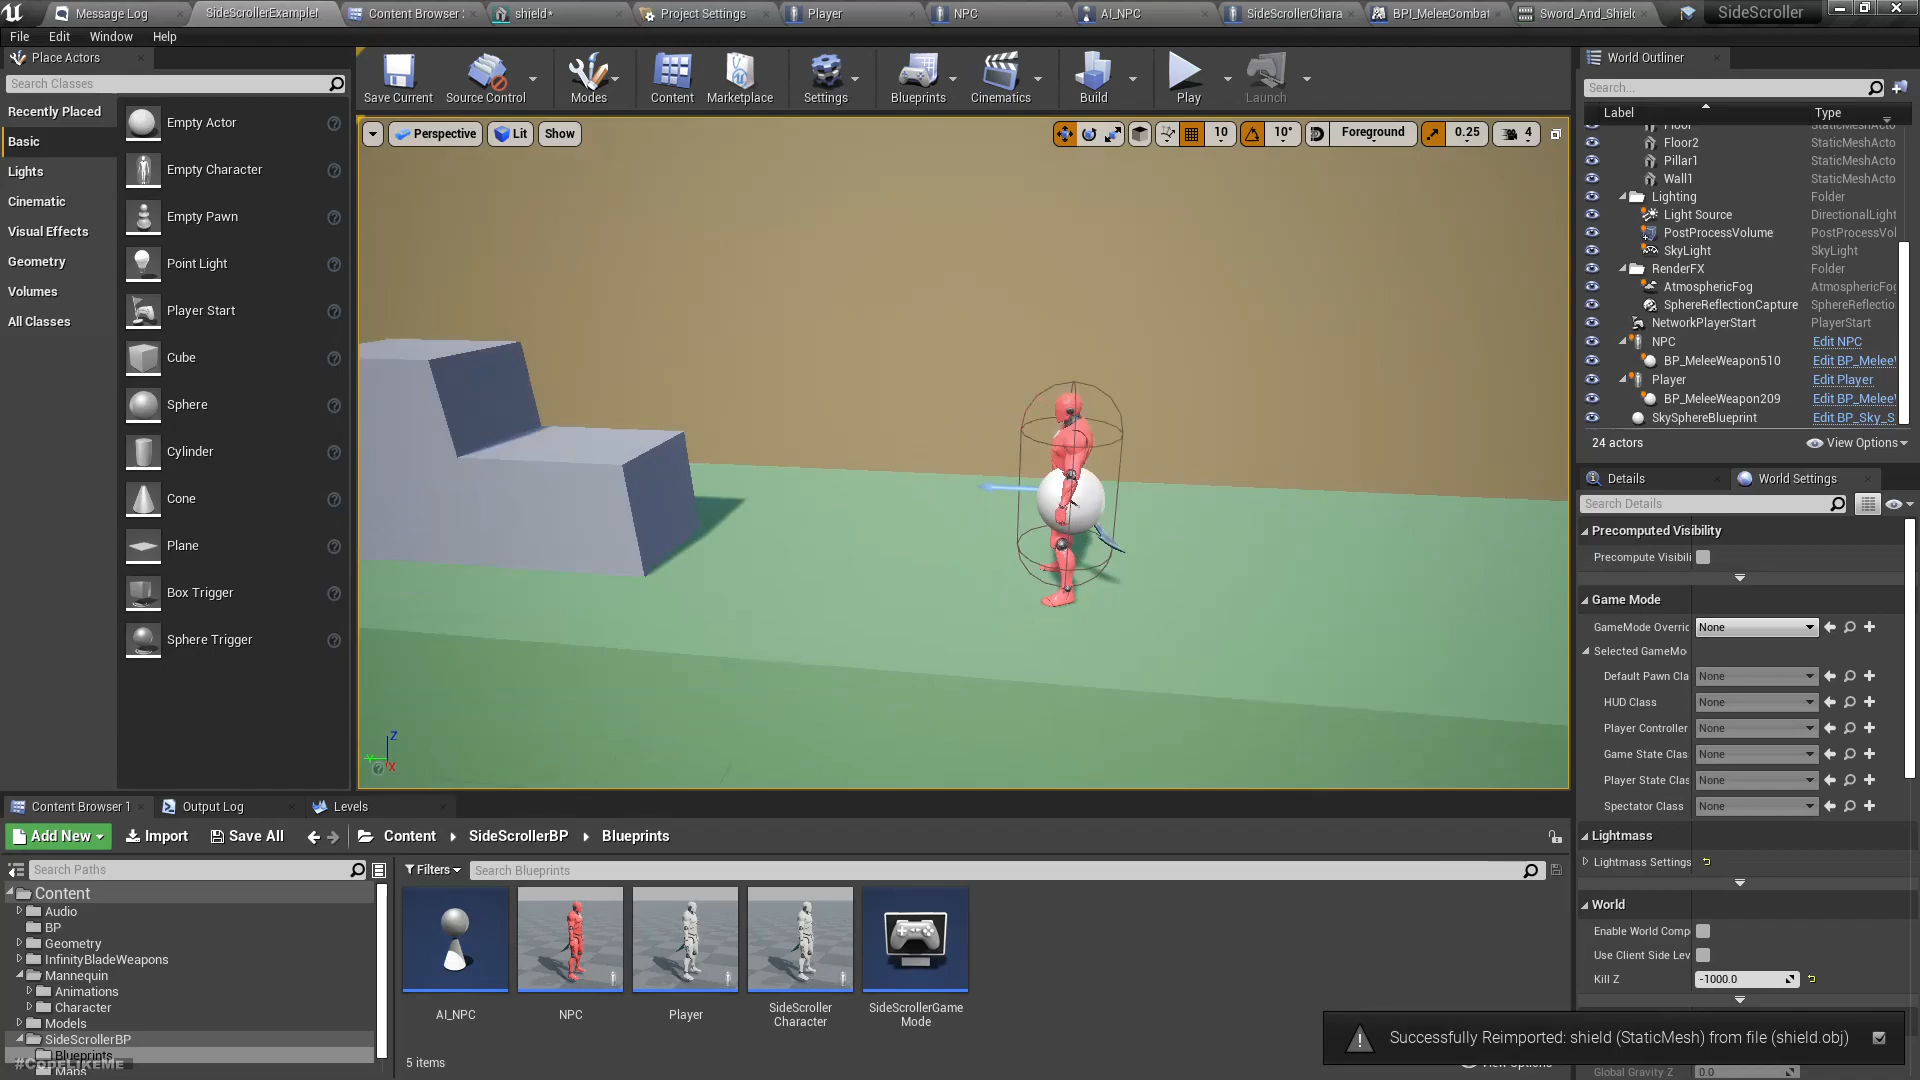 Message Log
SideScrollerExampleM
Content Browser
shield*
Project Settings
Player
NPC
AI_NPC
SideScrollerChara
BPI_MeleeCombat
Sword_And_Shiel
SideScroller
File
Edit
Window
Help
Place Actors
Search Classes
Recently Placed
Basic
Lights
Cinematic
Visual Effects
Geometry
Volumes
All Classes
Empty Actor
Empty Character
Empty Pawn
Point Light
Player Start
Cube
Sphere
Cylinder
Cone
Plane
Box Trigger
Sphere Trigger
Save Current
Source Control
Modes
Content
Marketplace
Settings
Blueprints
Cinematics
Build
Play
Launch
Perspective
Lit
Show
10
10°
Foreground
0.25
4
Z
X
World Outliner
Search...
Label
Type
Floor StaticMeshActo
Floor2 StaticMeshActo
Pillar1 StaticMeshActo
Wall1 StaticMeshActo
Lighting Folder
Light Source DirectionalLight
PostProcessVolume PostProcessVol
SkyLight SkyLight
RenderFX Folder
AtmosphericFog AtmosphericFog
SphereReflectionCapture SphereReflectio
NetworkPlayerStart PlayerStart
NPC Edit NPC
BP_MeleeWeapon510 Edit BP_Melee
Player Edit Player
BP_MeleeWeapon209 Edit BP_Melee
SkySphereBlueprint Edit BP_Sky_S
24 actors
View Options
Details
World Settings
Search Details
Precomputed Visibility
Precompute Visibili
Game Mode
GameMode Overric None
Selected GameMo
Default Pawn Cla None
HUD Class None
Player Controller None
Game State Clas None
Player State Clas None
Spectator Class None
Lightmass
Lightmass Settings
World
Enable World Comp
Use Client Side Lev
Kill Z -1000.0
Global Gravity Z 0.0
Content Browser 1
Output Log
Levels
Add New
Import
Save All
Content
SideScrollerBP
Blueprints
Search Paths
Filters
Search Blueprints
Content
Audio
BP
Geometry
InfinityBladeWeapons
Mannequin
Animations
Character
Models
SideScrollerBP
Blueprints
Maps
#CodeLikeMe
AI_NPC
NPC
Player
SideScroller
Character
SideScrollerGame
Mode
5 items
View Options
Successfully Reimported: shield (StaticMesh) from file (shield.obj)